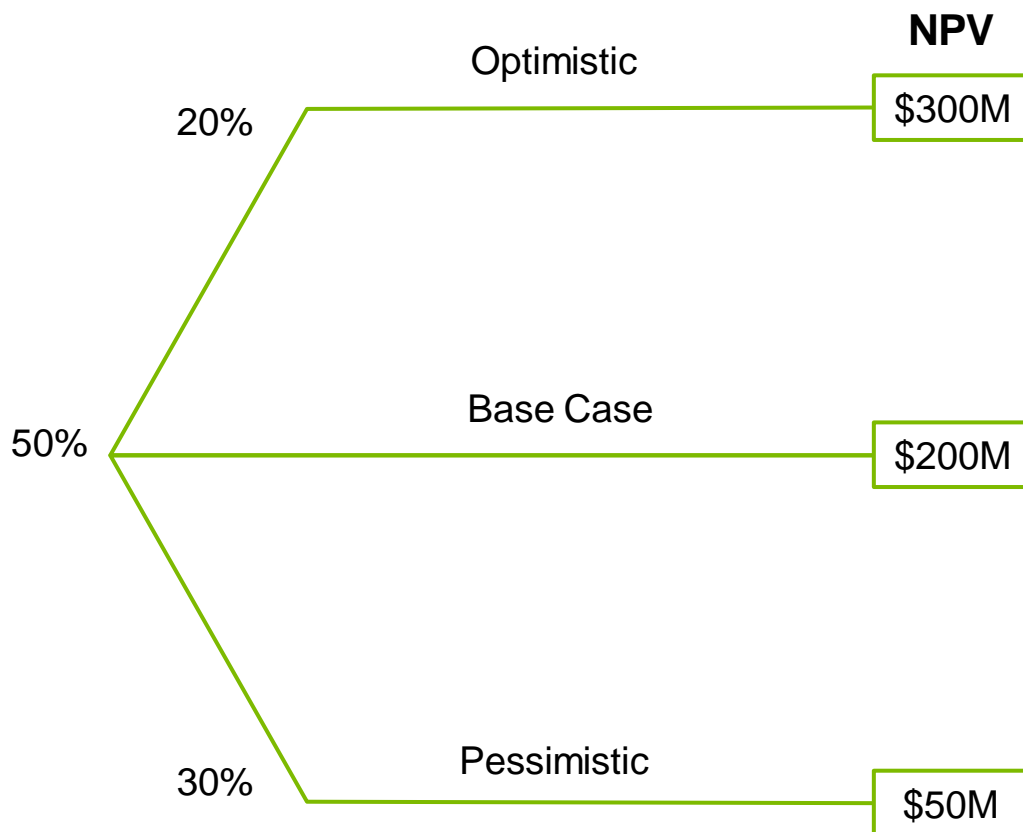 NPV
Optimistic
20%
$300M
Base Case
50%
$200M
Pessimistic
30%
$50M